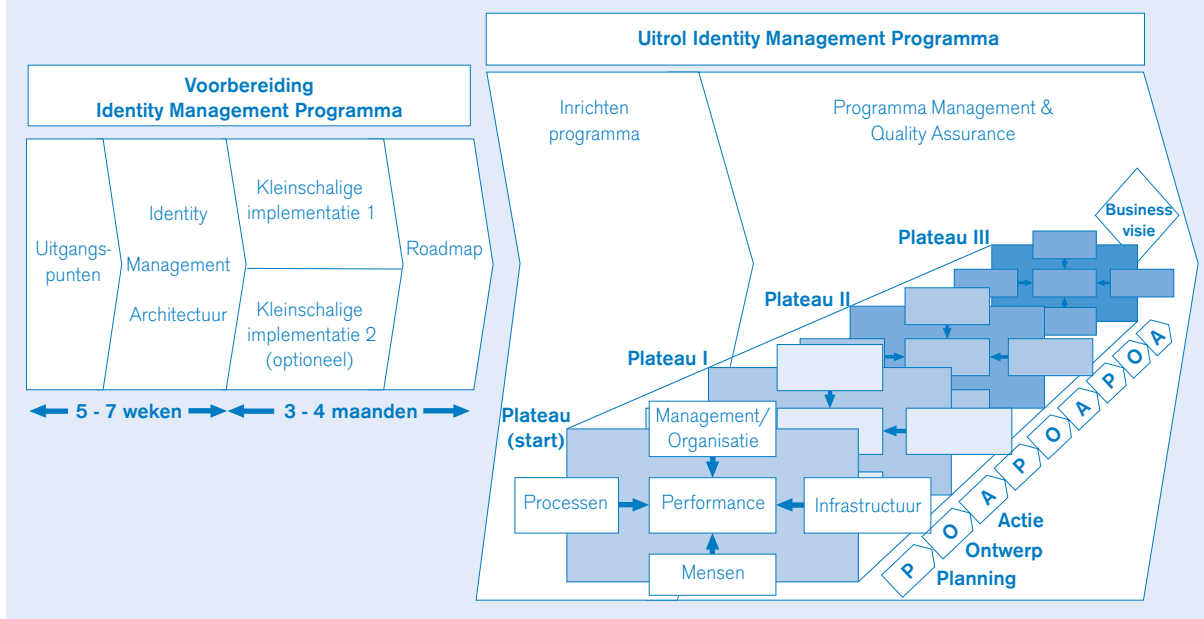 Uitrol Identity Management Programma
Voorbereiding
Identity Management Programma
Inrichten
programma
Programma Management &
Quality Assurance
Uitgangs-
punten
Identity
Management
Architectuur
Kleinschalige
implementatie 1
Kleinschalige
implementatie 2
(optioneel)
Roadmap
5 - 7 weken
3 - 4 maanden
Business
visie
Plateau III
Plateau II
Plateau I
Plateau
(start)
Management/
Organisatie
Processen
Performance
Infrastructuur
Mensen
P O A P O A P O A P O A
Actie
Ontwerp
Planning